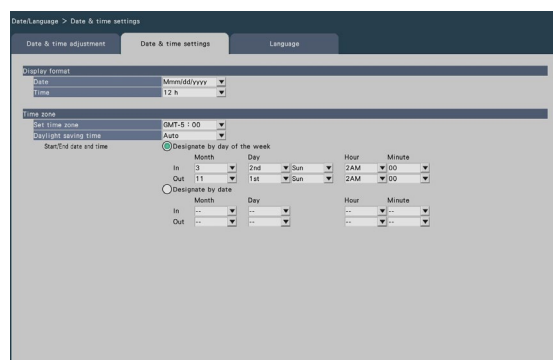 Date/Language > Date & time settings
Date & time adjustment Date & time settings Language
Display format
Date Mmm/dd/yyyy
Time 12 h
Time zone
Set time zone GMT-5:00
Daylight saving time Auto
Start/End date and time Designate by day of the week
Month Day Hour Minute
In 3 2nd Sun 2AM 00
Out 11 1st Sun 2AM 00
Designate by date
Month Day Hour Minute
In -- -- -- --
Out -- -- -- --